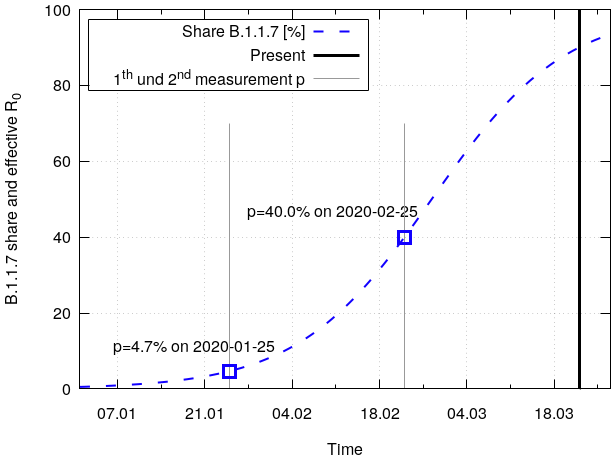 100
80
60
40
20
0
B.1.1.7 share and effective R0
Share B.1.1.7 [%]
Present
1th und 2nd measurement p
p=40.0% on 2020-02-25
p=4.7% on 2020-01-25
07.01 21.01 04.02 18.02 04.03 18.03
Time